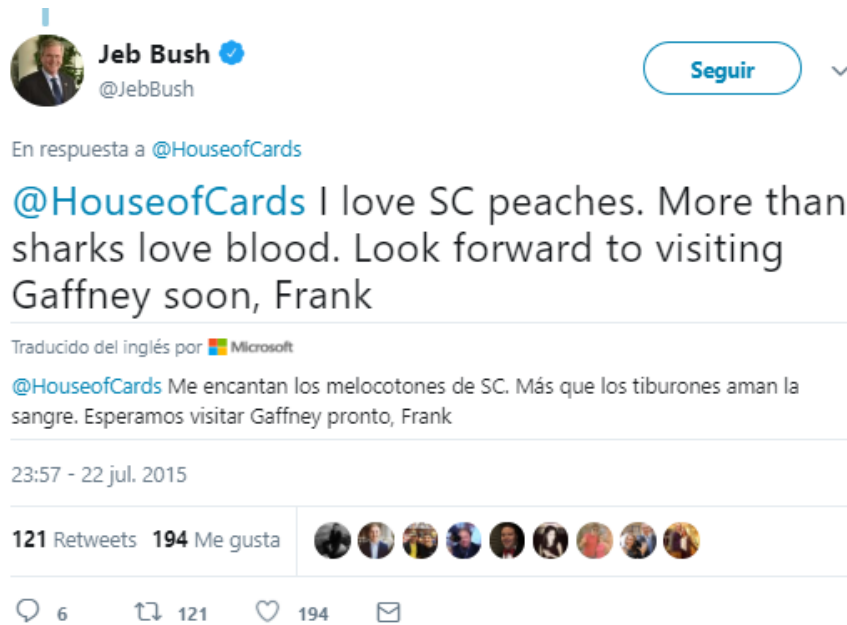 Jeb Bush
@JebBush
Seguir
En respuesta a @HouseofCards
@HouseofCards I love SC peaches. More than
sharks love blood. Look forward to visiting
Gaffney soon, Frank
Traducido del inglés por Microsoft
@HouseofCards Me encantan los melocotones de SC. Más que los tiburones aman la
sangre. Esperamos visitar Gaffney pronto, Frank
23:57 - 22 jul. 2015
121 Retweets 194 Me gusta
6 121 194